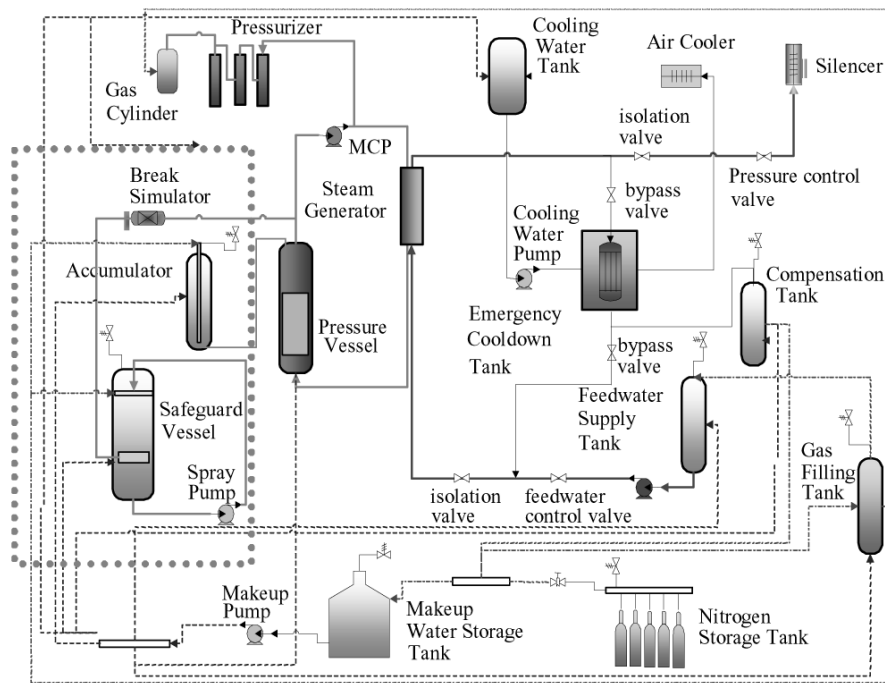 Pressurizer
Gas
Cylinder
Cooling
Water
Tank
Air Cooler
Silencer
MCP
isolation
valve
Break
Simulator
Steam
Generator
Pressure control
valve
bypass
valve
Cooling
Water
Pump
Accumulator
Compensation
Tank
Emergency
Cooldown
Tank
Pressure
Vessel
bypass
valve
Feedwater
Supply
Tank
Safeguard
Vessel
Gas
Filling
Tank
Spray
Pump
isolation
valve
feedwater
control valve
Makeup
Pump
Makeup
Water Storage
Tank
Nitrogen
Storage Tank